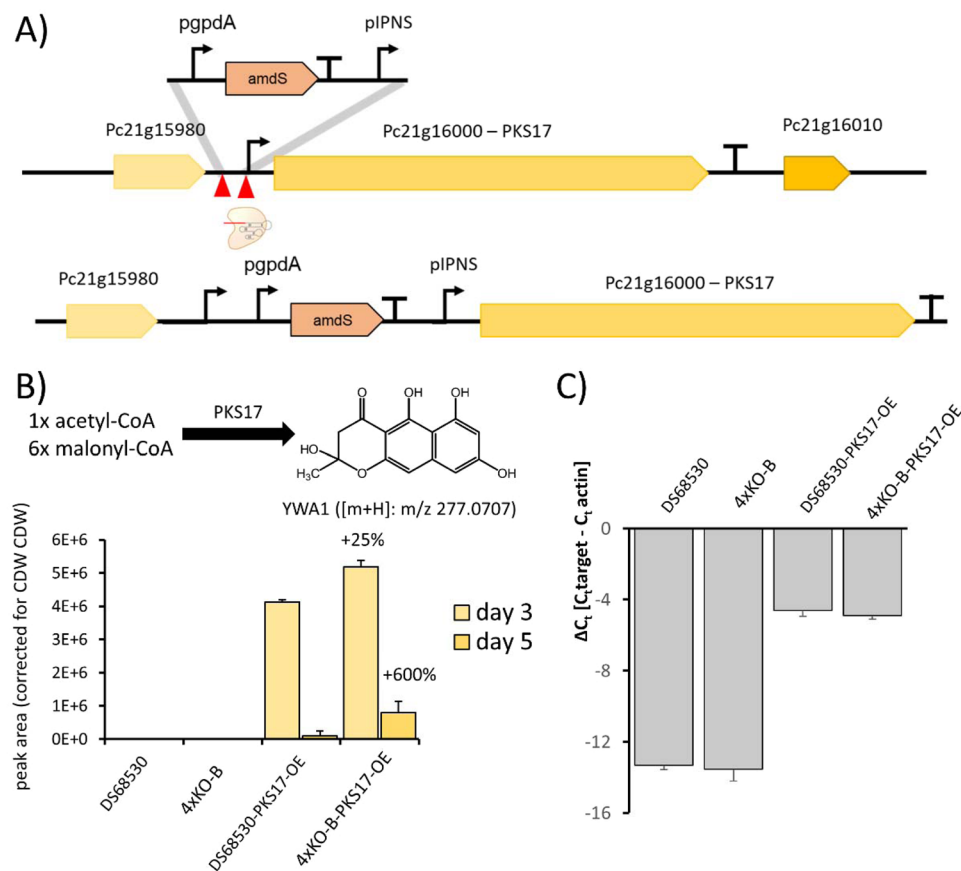 A)
pgpdA
pIPNS
amdS
Pc21g15980
Pc21g16000 – PKS17
Pc21g16010
Pc21g15980
pgpdA
pIPNS
Pc21g16000 – PKS17
amdS
B)
1x acetyl-CoA
6x malonyl-CoA
PKS17
O
OH
OH
HO
H₃C
O
OH
YWA1 ([m+H]: m/z 277.0707)
peak area (corrected for CDW CDW)
6E+6
5E+6
4E+6
3E+6
2E+6
1E+6
0E+0
+25%
+600%
day 3
day 5
DS68530
4xKO-B
DS68530-PKS17-OE
4xKO-B-PKS17-OE
C)
DS68530
4xKO-B
DS68530-PKS17-OE
4xKO-B-PKS17-OE
ΔCₜ [Cₜtarget - Cₜ actin]
0
-4
-8
-12
-16